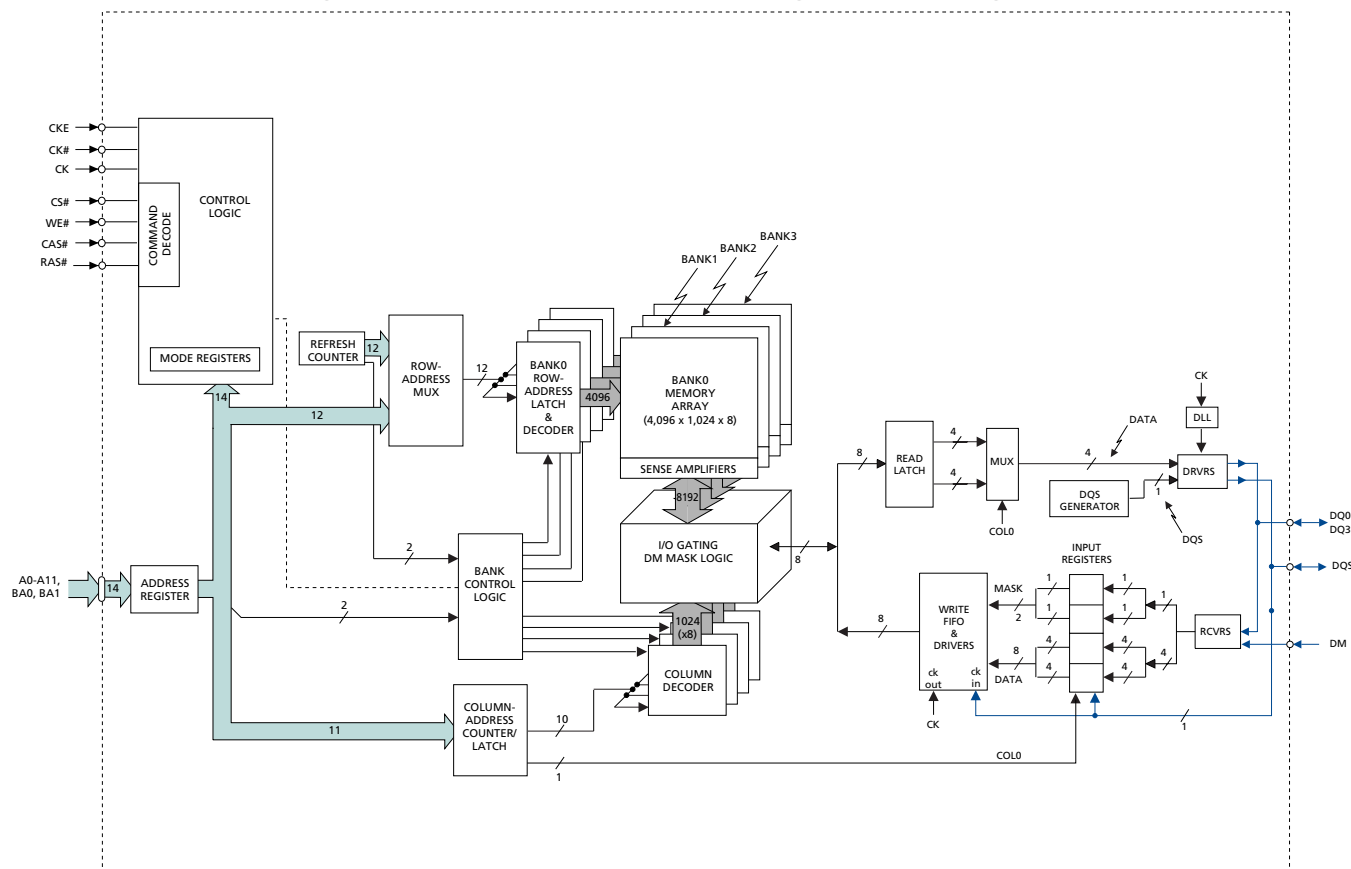 CKE
CK#
CK
CS#
WE#
CAS#
RAS#
COMMAND
DECODE
CONTROL
LOGIC
MODE REGISTERS
BANK3
BANK2
BANK1
REFRESH
COUNTER
12
ROW-
ADDRESS
MUX
12
BANK0
ROW-
ADDRESS
LATCH
&
DECODER
4096
BANK0
MEMORY
ARRAY
(4,096 x 1,024 x 8)
SENSE AMPLIFIERS
14
12
8192
I/O GATING
DM MASK LOGIC
2
BANK
CONTROL
LOGIC
2
A0-A11,
BA0, BA1
14
ADDRESS
REGISTER
1024
(x8)
COLUMN
DECODER
11
COLUMN-
ADDRESS
COUNTER/
LATCH
10
1
COL0
8
8
READ
LATCH
4
4
MUX
COL0
4
DATA
CK
DLL
DRVRS
DQS
GENERATOR
1
DQS
DQ0
DQ3
DQS
INPUT
REGISTERS
8
WRITE
FIFO
&
DRIVERS
ck
out
ck
in
CK
MASK
2
8
DATA
1
1
4
4
1
1
4
4
1
4
RCVRS
DM
1